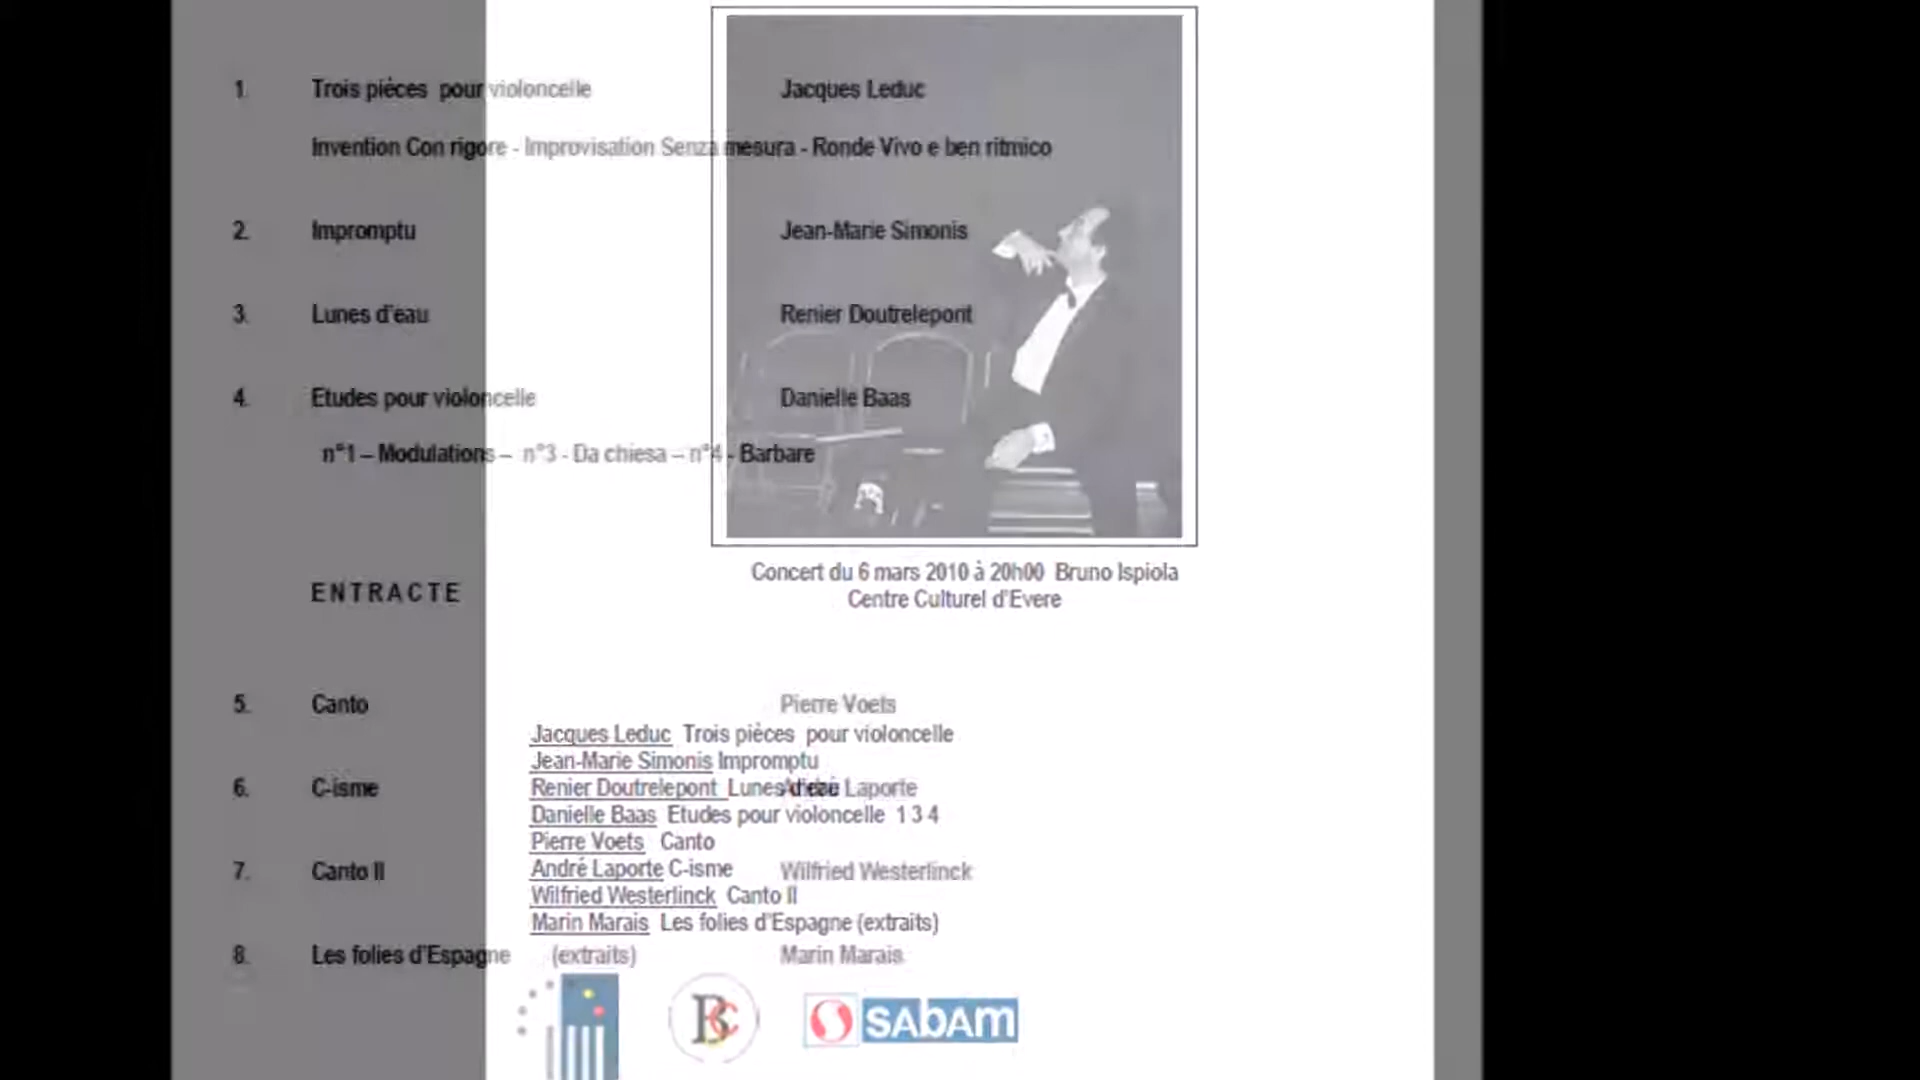 1. Trois pièces pour violoncelle Jacques Leduc
Invention Con rigore - Improvisation Senza mesura - Ronde Vivo e ben ritmico
2. Impromptu Jean-Marie Simonis
3. Lunes d'eau Renier Doutrelepont
4. Etudes pour violoncelle Danielle Baas
n°1 – Modulations – n°3 - Da chiesa – n°4 - Barbare
Concert du 6 mars 2010 à 20h00 Bruno Ispiola
Centre Culturel d'Evere
ENTRACTE
5. Canto Pierre Voets
Jacques Leduc Trois pièces pour violoncelle
Jean-Marie Simonis Impromptu
6. C-isme André Laporte
Renier Doutrelepont Lunes d'eau
Danielle Baas Etudes pour violoncelle 1 3 4
Pierre Voets Canto
André Laporte C-isme
7. Canto II Wilfried Westerlinck
Wilfried Westerlinck Canto II
Marin Marais Les folies d'Espagne (extraits)
8. Les folies d'Espagne (extraits) Marin Marais
BC
SABAM